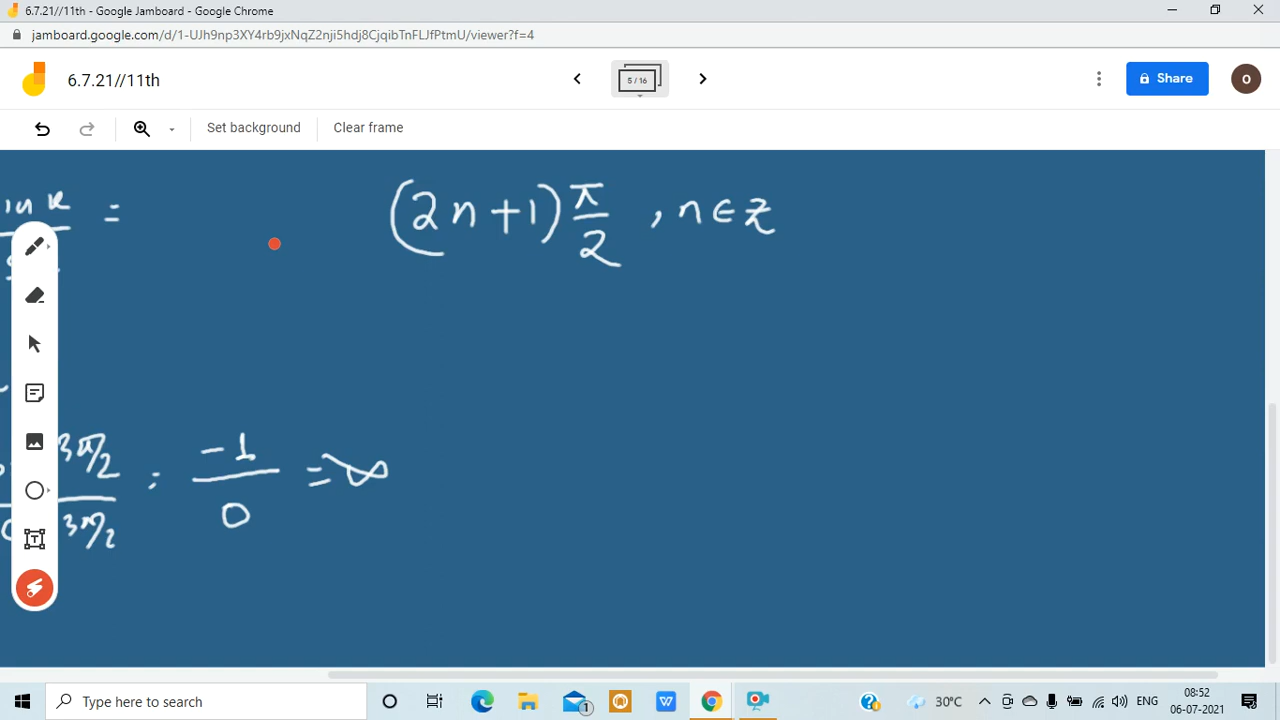 6.7.21//11th - Google Jamboard - Google Chrome
jamboard.google.com/d/1-UJh9np3XY4rb9jxNqZ2nji5hdj8CjqibTnFLJfPtmU/viewer?f=4
6.7.21//11th
5 / 16
Share
O
Set background
Clear frame
=
(2n+1) π/2 , n ∈ z
3π/2 = -1/0 = -∞
3π/2
Type here to search
1
30°C
ENG
08:52
06-07-2021